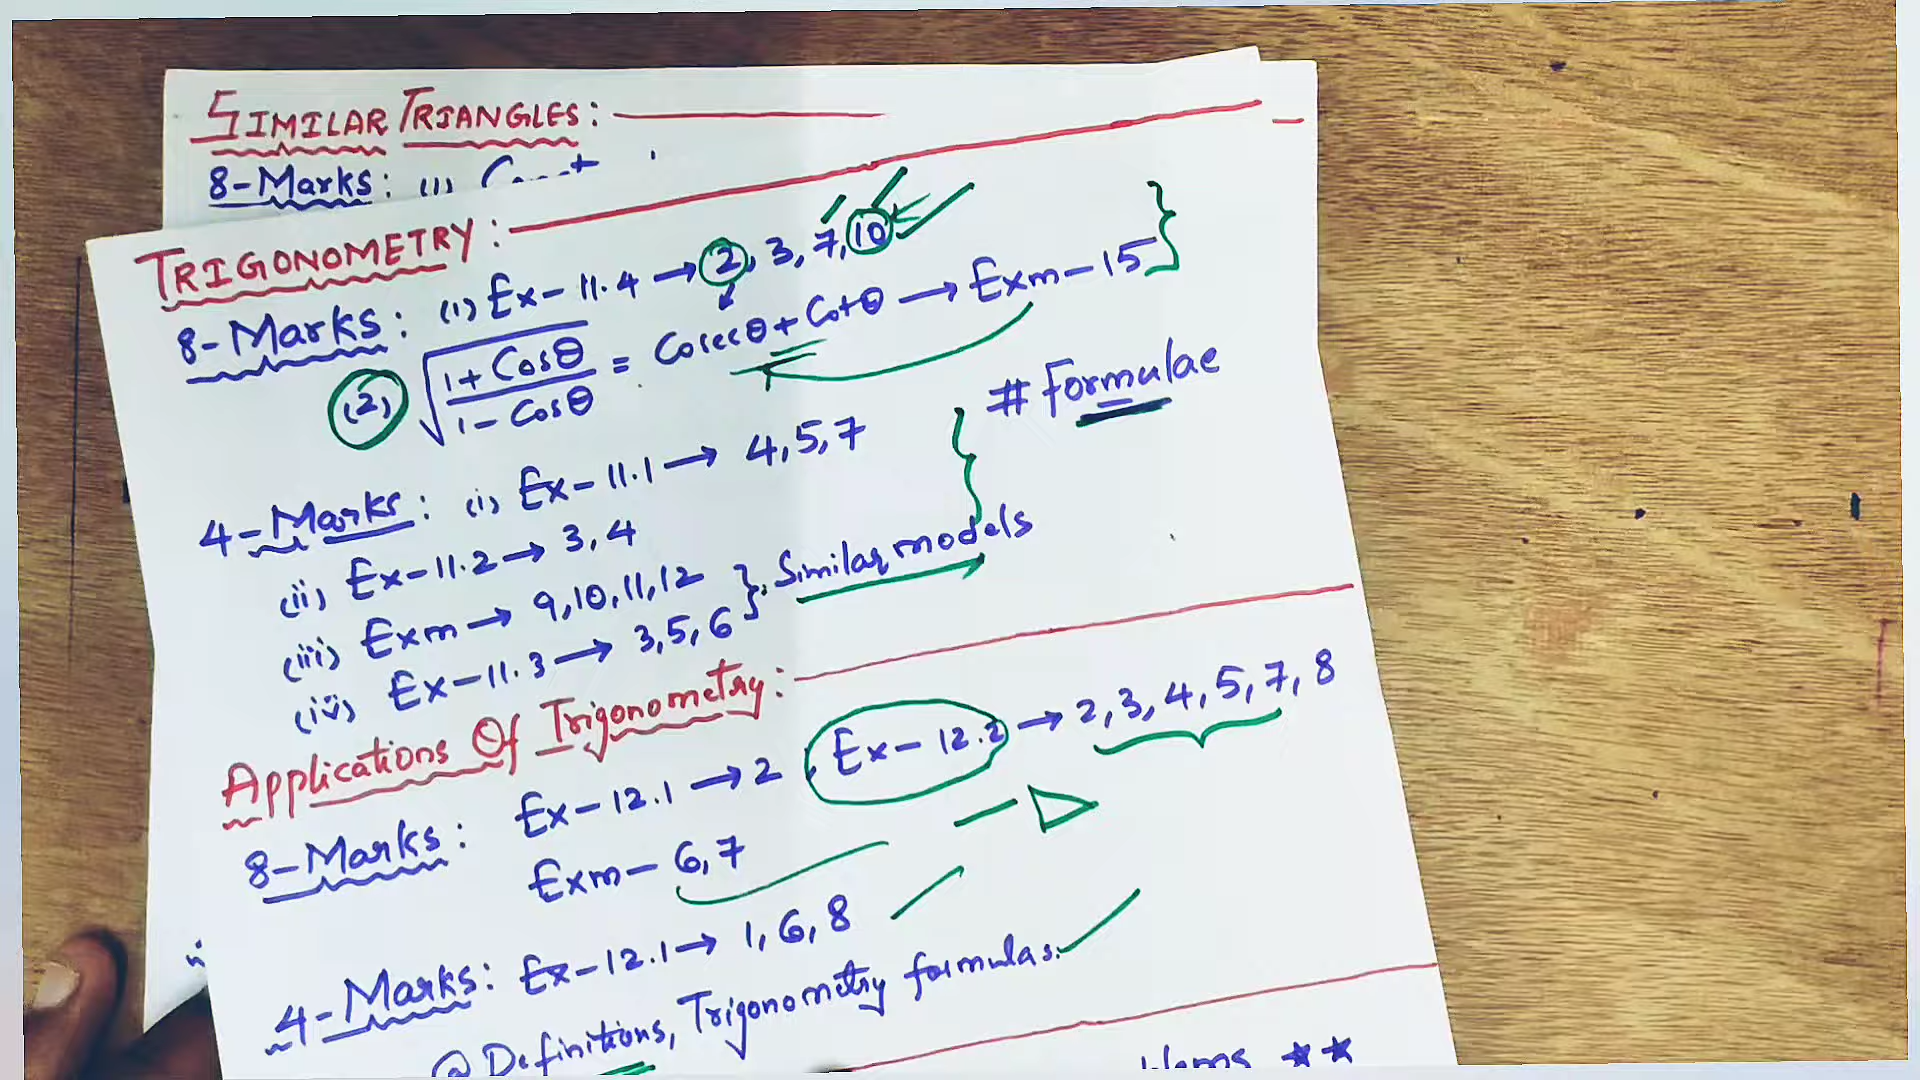 SIMILAR TRIANGLES:
8-Marks: (1)
TRIGONOMETRY:
8-Marks: (1) Ex-11.4 → 2, 3, 7, 10
(2) √(1+Cosθ / 1-Cosθ) = Cosecθ + Cotθ → Exm-15
# Formulae
4-Marks: (i) Ex-11.1 → 4,5,7
(ii) Ex-11.2 → 3,4
(iii) Exm → 9,10,11,12 }. Similar models
(iv) Ex-11.3 → 3,5,6
Applications Of Trigonometry:
8-Marks: Ex-12.1 → 2, Ex-12.2 → 2,3,4,5,7,8
Exm-6,7
4-Marks: Ex-12.1 → 1,6,8
@ Definitions, Trigonometry formulas.